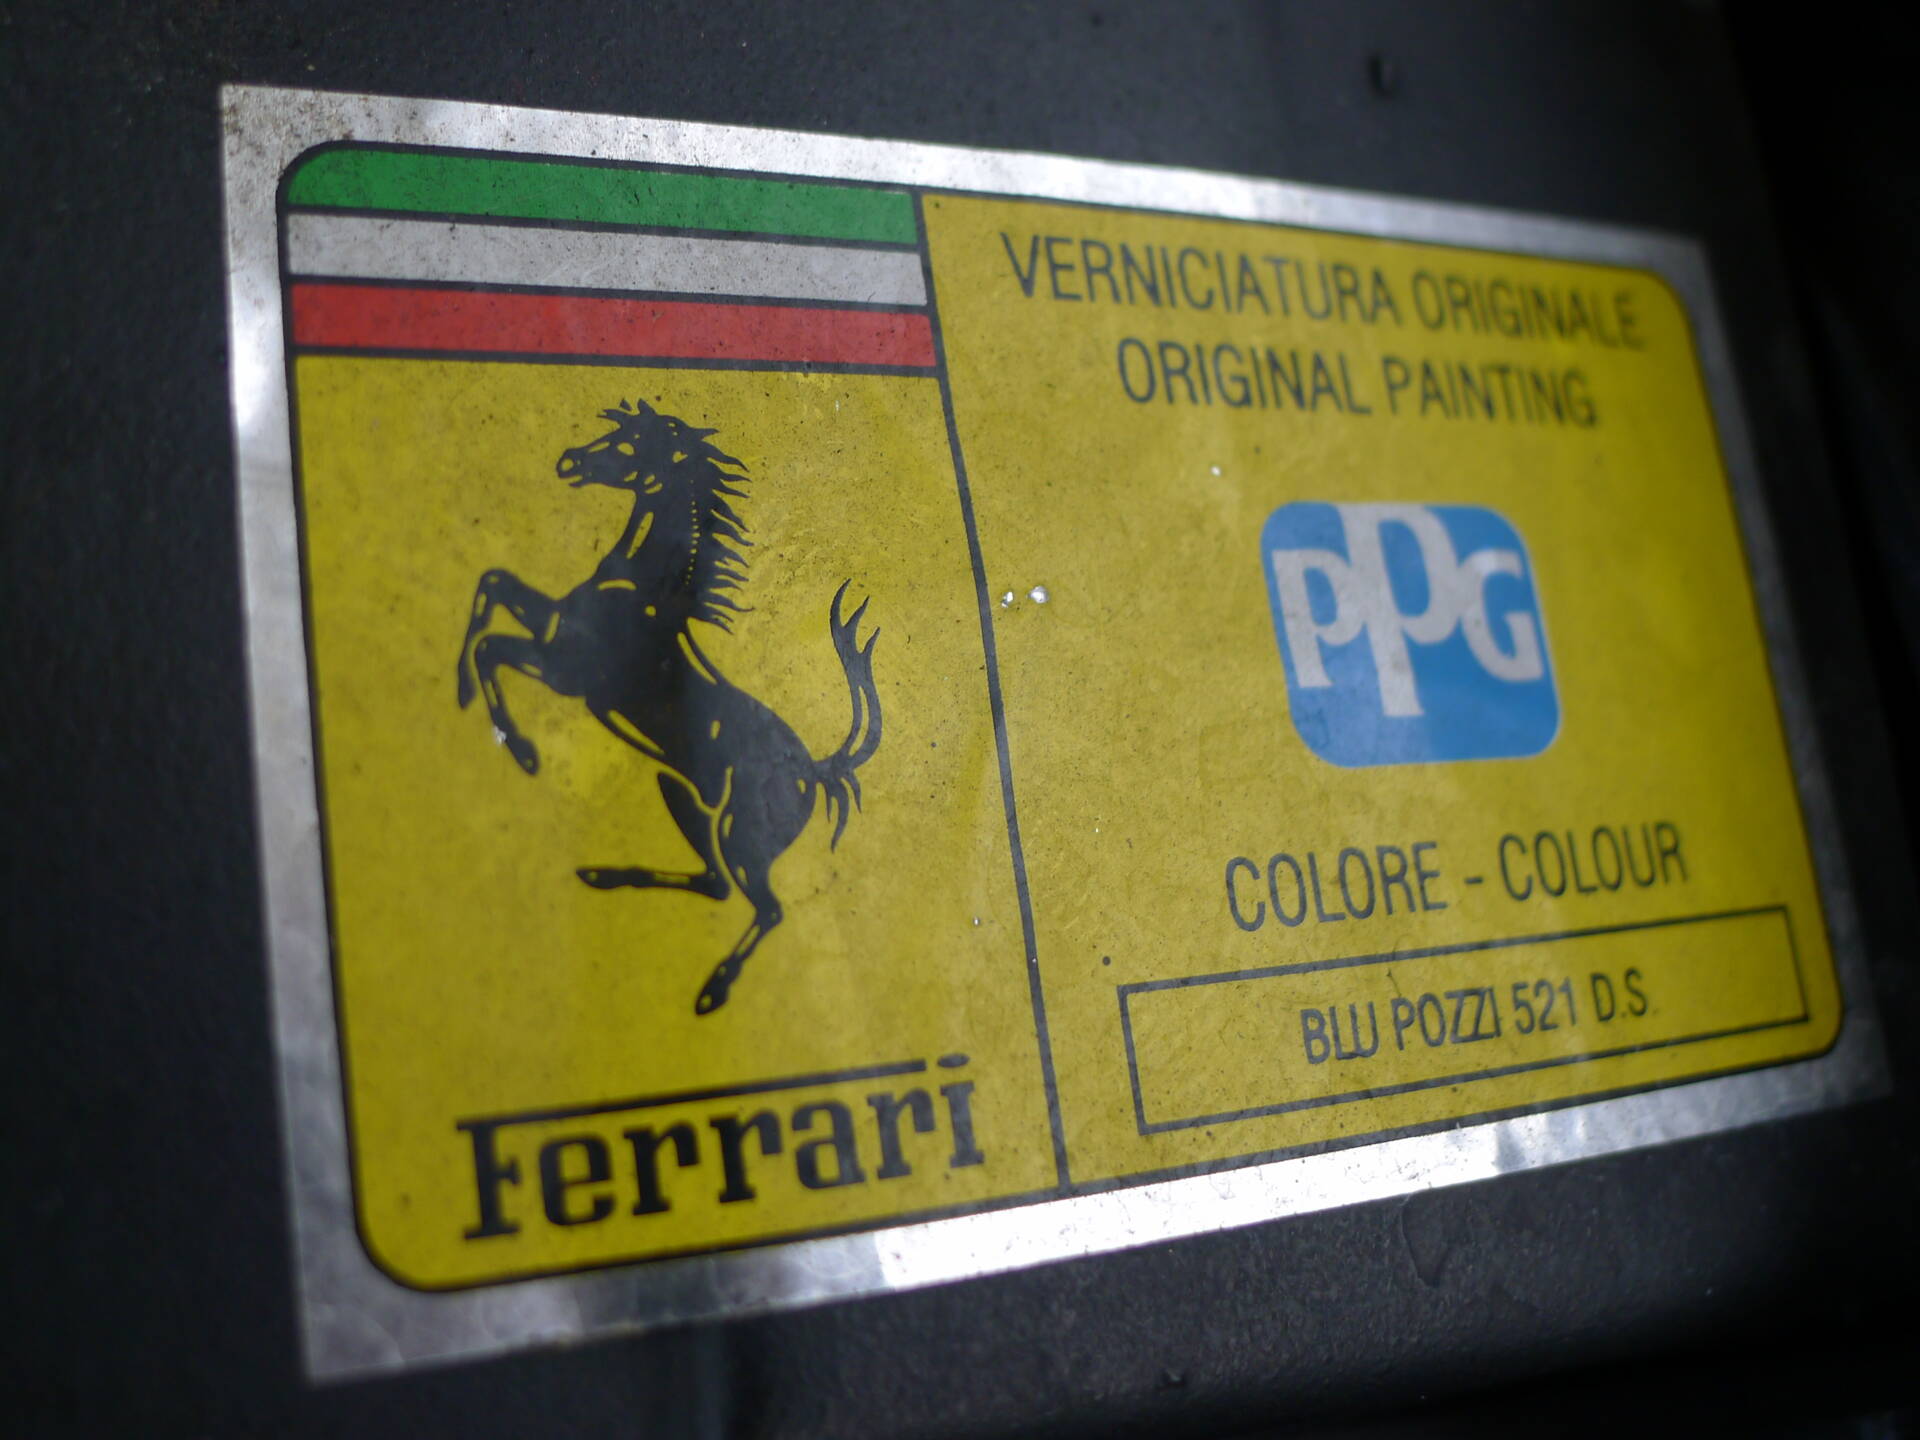 VERNICIATURA ORIGINALE
ORIGINAL PAINTING
PPG
COLORE - COLOUR
BLU POZZI 521 D.S.
Ferrari